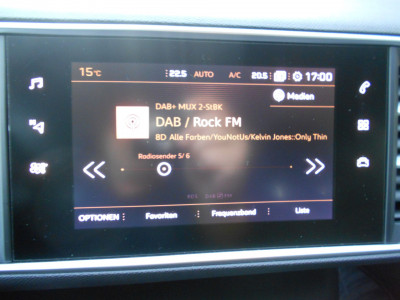 15°C 22.5 AUTO A/C 20.5 17:00
Medien
DAB+ MUX 2-StBK
DAB / Rock FM
8D Alle Farben/YouNotUs/Kelvin Jones::Only Thin
Radiosender 5/ 6
OPTIONEN Favoriten Frequenzband Liste